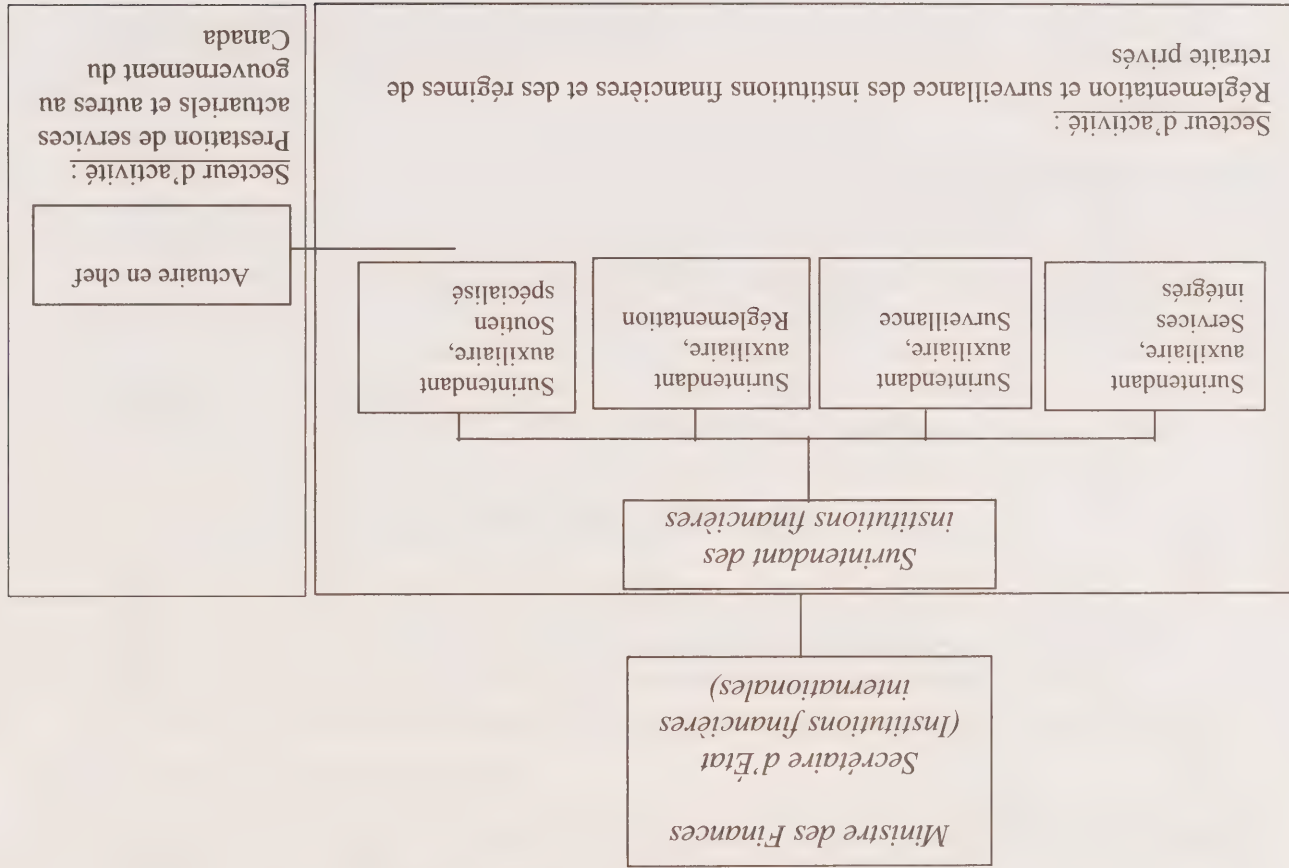 Ministre des Finances
Secrétaire d'État
(Institutions financières
internationales)
Surintendant des
institutions financières
Surintendant
auxiliaire,
Services
intégrés
Surintendant
auxiliaire,
Surveillance
Surintendant
auxiliaire,
Réglementation
Surintendant
auxiliaire,
Soutien
spécialisé
Actuaire en chef
Secteur d'activité :
Réglementation et surveillance des institutions financières et des régimes de
retraite privés
Secteur d'activité :
Prestation de services
actuariels et autres au
gouvernement du
Canada